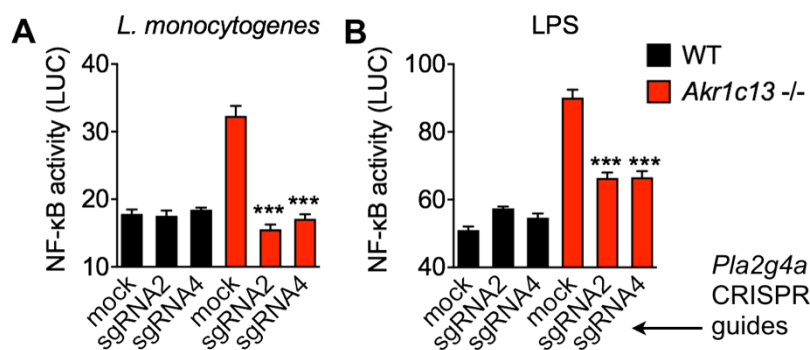 A
L. monocytogenes
NF-κB activity (LUC)
40
30
20
10
*** ***
mock
sgRNA2
sgRNA4
mock
sgRNA2
sgRNA4
B
LPS
NF-κB activity (LUC)
100
80
60
40
*** ***
mock
sgRNA2
sgRNA4
mock
sgRNA2
sgRNA4
WT
Akr1c13 -/-
Pla2g4a
CRISPR
guides